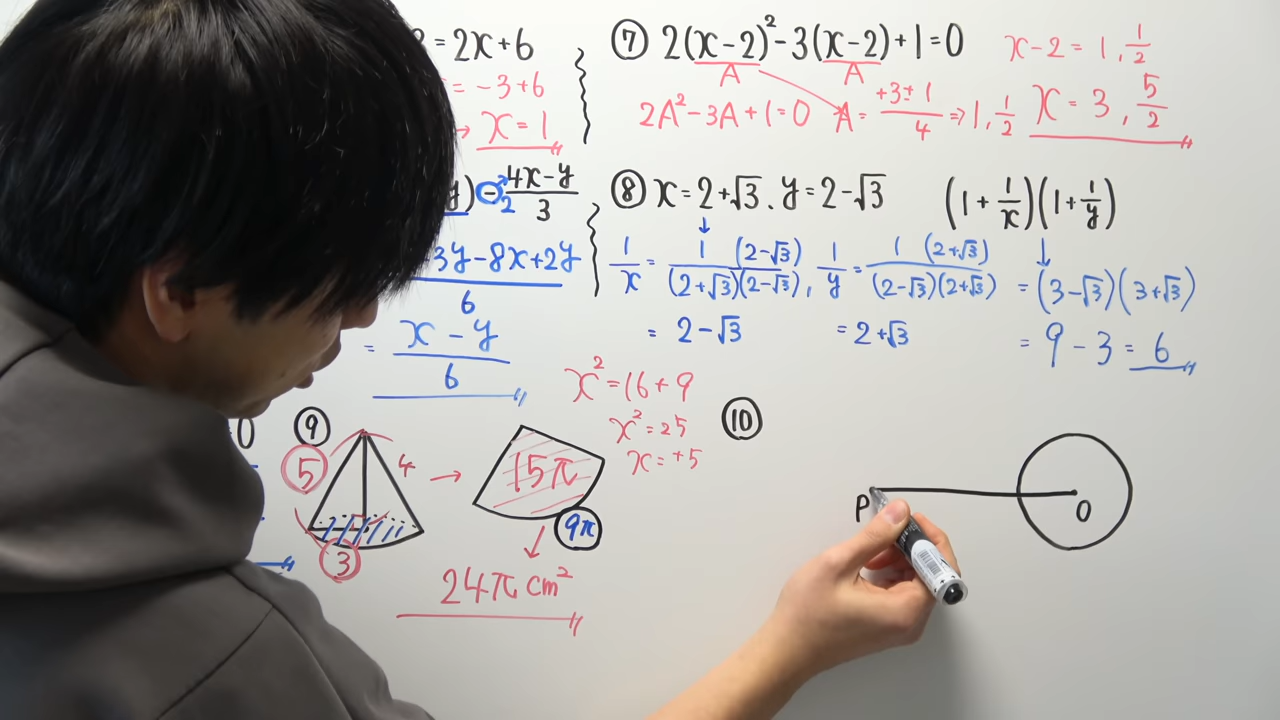 = 2x+6
= -3+6
→ x = 1
⑦ 2(x-2)²-3(x-2)+1=0
A A
2A²-3A+1=0 A = +3±1/4 ⇒ 1, 1/2
x-2 = 1, 1/2
x = 3, 5/2
y) - 4x-y/3
2
3y-8x+2y/6
= x-y/6
⑧ x=2+√3. y=2-√3 (1+1/x)(1+1/y)
1/x = 1 (2-√3)/(2+√3)(2-√3), 1/y = 1 (2+√3)/(2-√3)(2+√3) = (3-√3)(3+√3)
= 2-√3 = 2+√3 = 9-3 = 6
0
⑨
5 4 → 15π
3 9π
24π cm²
x²=16+9
x²=25
x=+5
⑩
P O